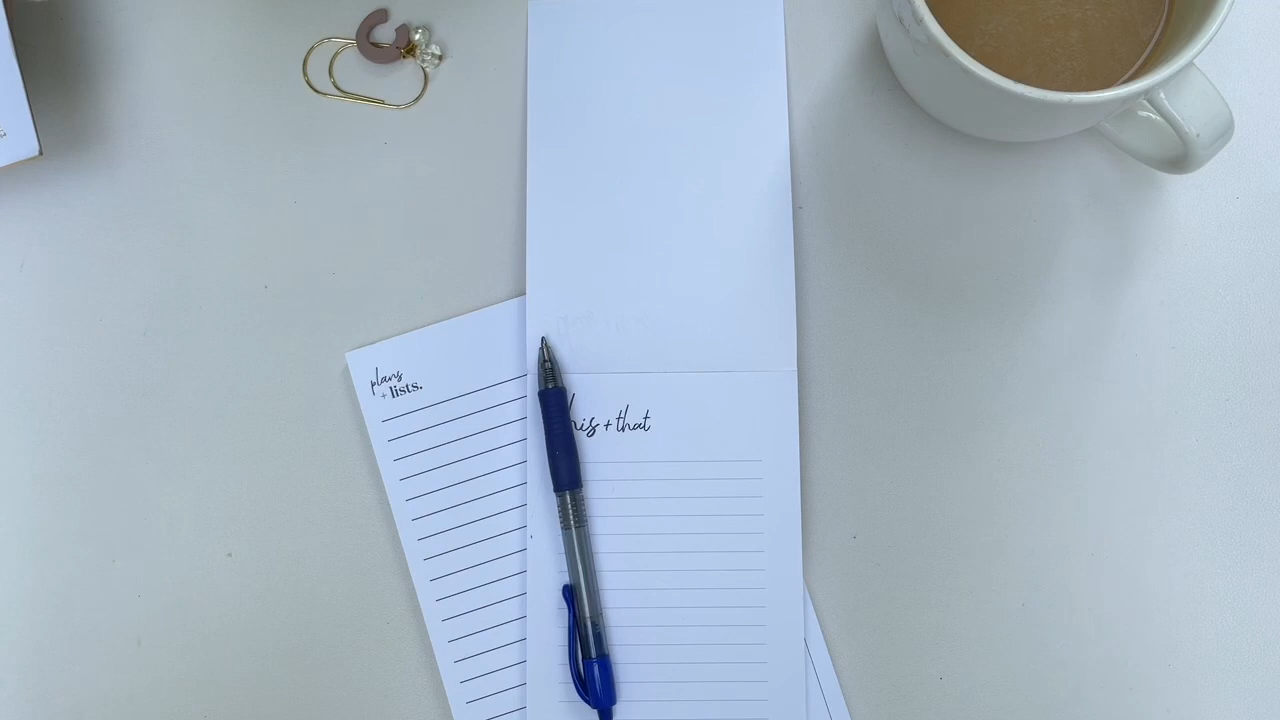 plans
+ lists.
his + that